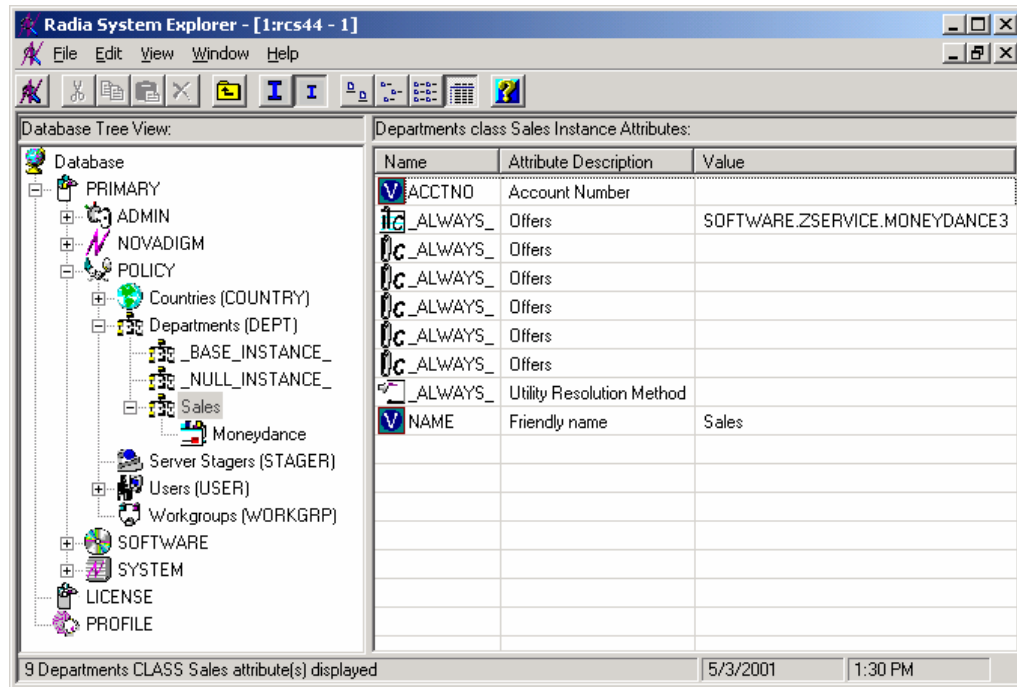 Radia System Explorer - [1:rcs44 - 1]
File Edit View Window Help
Database Tree View:
Departments class Sales Instance Attributes:
Database
PRIMARY
ADMIN
NOVADIGM
POLICY
Countries (COUNTRY)
Departments (DEPT)
_BASE_INSTANCE_
_NULL_INSTANCE_
Sales
Moneydance
Server Stagers (STAGER)
Users (USER)
Workgroups (WORKGRP)
SOFTWARE
SYSTEM
LICENSE
PROFILE
Name Attribute Description Value
ACCTNO Account Number
_ALWAYS_ Offers SOFTWARE.ZSERVICE.MONEYDANCE3
_ALWAYS_ Offers
_ALWAYS_ Offers
_ALWAYS_ Offers
_ALWAYS_ Offers
_ALWAYS_ Offers
_ALWAYS_ Utility Resolution Method
NAME Friendly name Sales
9 Departments CLASS Sales attribute(s) displayed 5/3/2001 1:30 PM